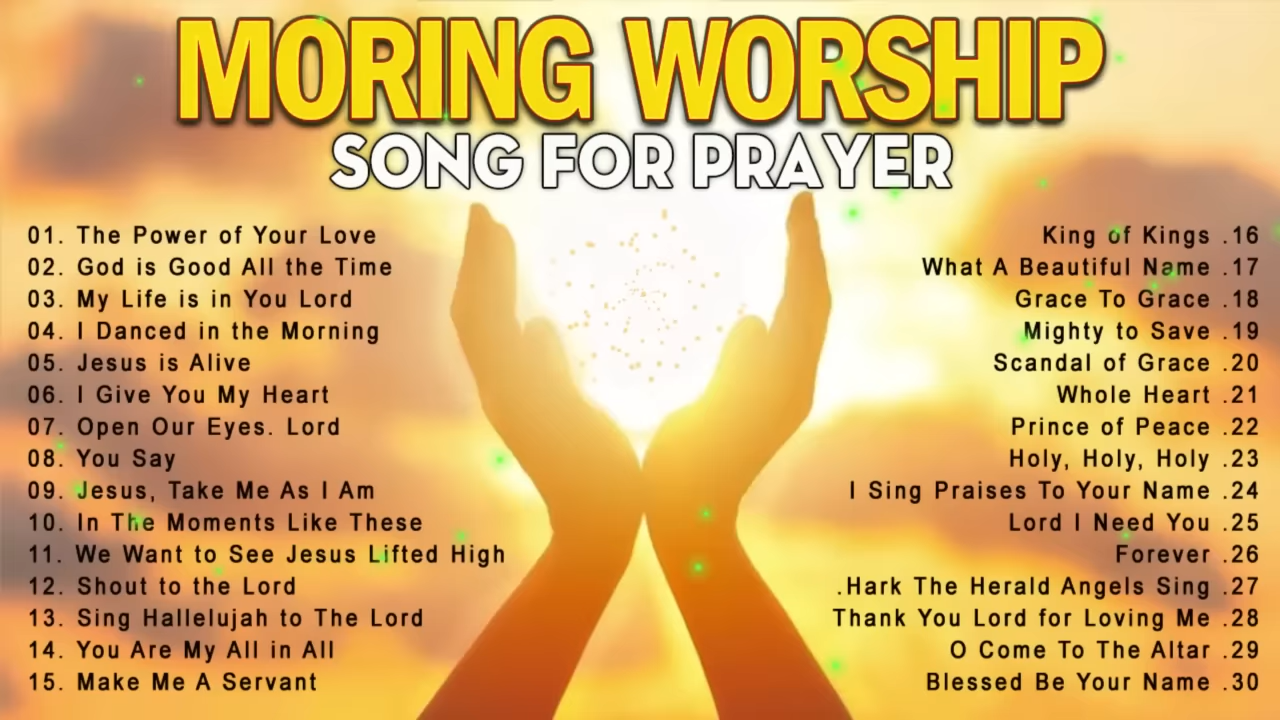 MORING WORSHIP
SONG FOR PRAYER
01. The Power of Your Love
02. God is Good All the Time
03. My Life is in You Lord
04. I Danced in the Morning
05. Jesus is Alive
06. I Give You My Heart
07. Open Our Eyes. Lord
08. You Say
09. Jesus, Take Me As I Am
10. In The Moments Like These
11. We Want to See Jesus Lifted High
12. Shout to the Lord
13. Sing Hallelujah to The Lord
14. You Are My All in All
15. Make Me A Servant
King of Kings .16
What A Beautiful Name .17
Grace To Grace .18
Mighty to Save .19
Scandal of Grace .20
Whole Heart .21
Prince of Peace .22
Holy, Holy, Holy .23
I Sing Praises To Your Name .24
Lord I Need You .25
Forever .26
.Hark The Herald Angels Sing .27
Thank You Lord for Loving Me .28
O Come To The Altar .29
Blessed Be Your Name .30